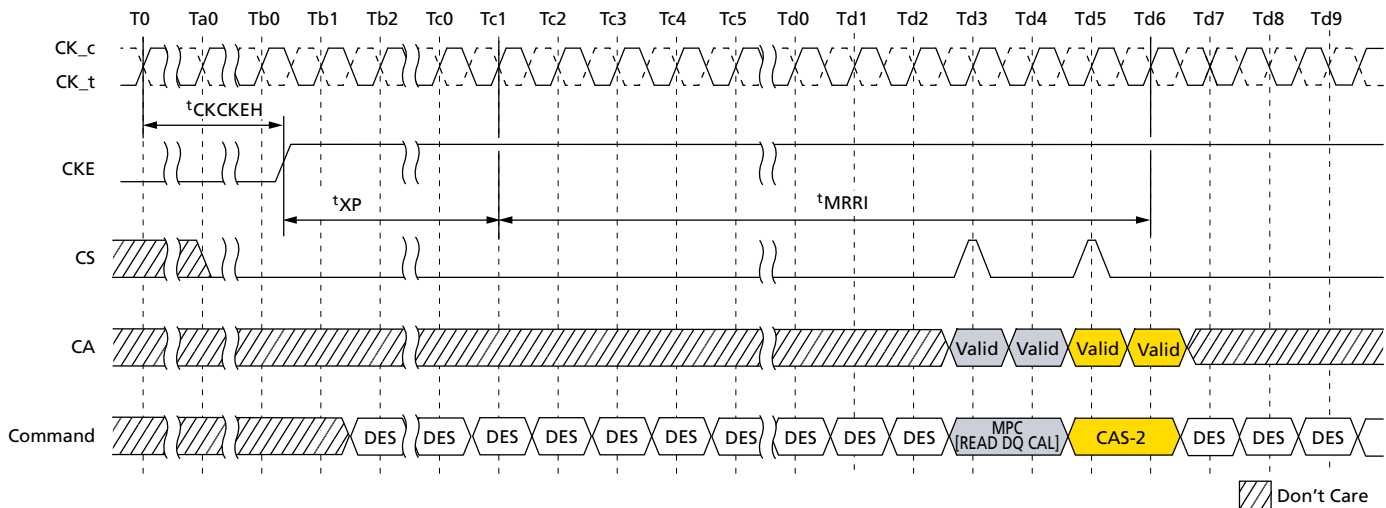 T0 Ta0 Tb0 Tb1 Tb2 Tc0 Tc1 Tc2 Tc3 Tc4 Tc5 Td0 Td1 Td2 Td3 Td4 Td5 Td6 Td7 Td8 Td9
CK_c
CK_t
tCKCKEH
CKE
tXP tMRRI
CS
CA Valid Valid Valid Valid
Command DES DES DES DES DES DES DES DES DES DES MPC [READ DQ CAL] CAS-2 DES DES DES
Don't Care